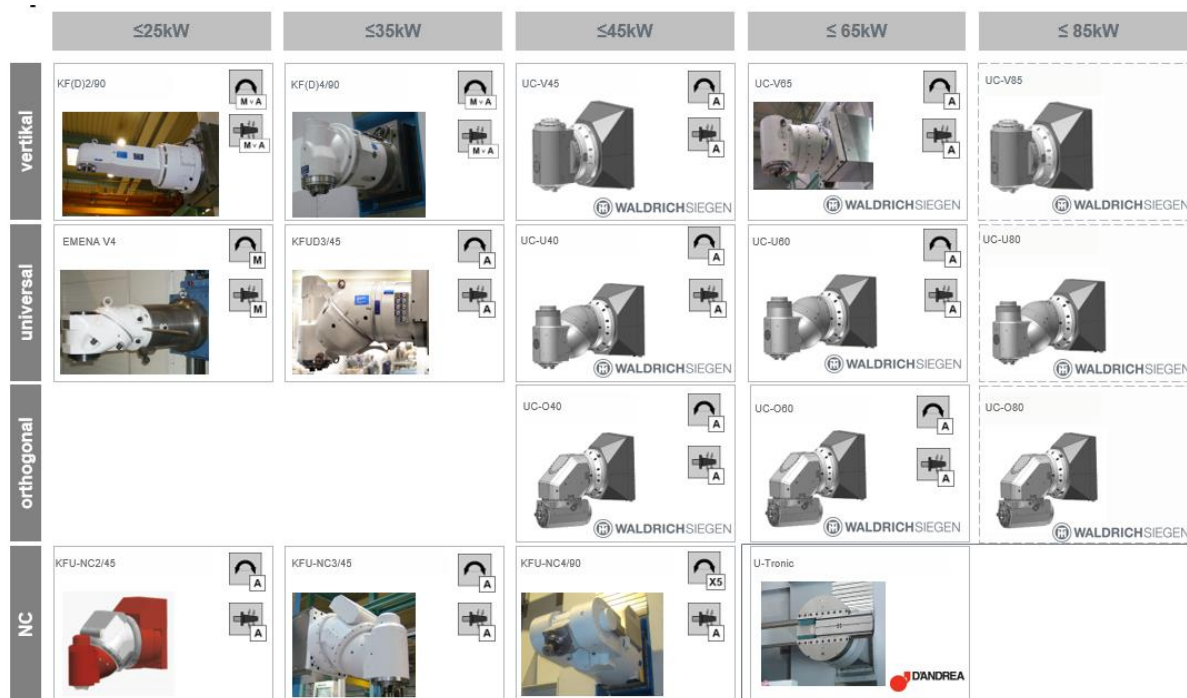 ≤25kW
≤35kW
≤45kW
≤ 65kW
≤ 85kW
vertikal
KF(D)2/90
M v A
M v A
KF(D)4/90
M v A
M v A
UC-V45
A
A
WALDRICHSIEGEN
UC-V65
A
A
WALDRICHSIEGEN
UC-V85
WALDRICHSIEGEN
universal
EMENA V4
M
M
KFUD3/45
A
A
UC-U40
A
A
WALDRICHSIEGEN
UC-U60
A
A
WALDRICHSIEGEN
UC-U80
WALDRICHSIEGEN
orthogonal
UC-O40
A
A
WALDRICHSIEGEN
UC-O60
A
A
WALDRICHSIEGEN
UC-O80
WALDRICHSIEGEN
NC
KFU-NC2/45
A
A
KFU-NC3/45
A
A
KFU-NC4/90
X5
A
U-Tronic
D'ANDREA